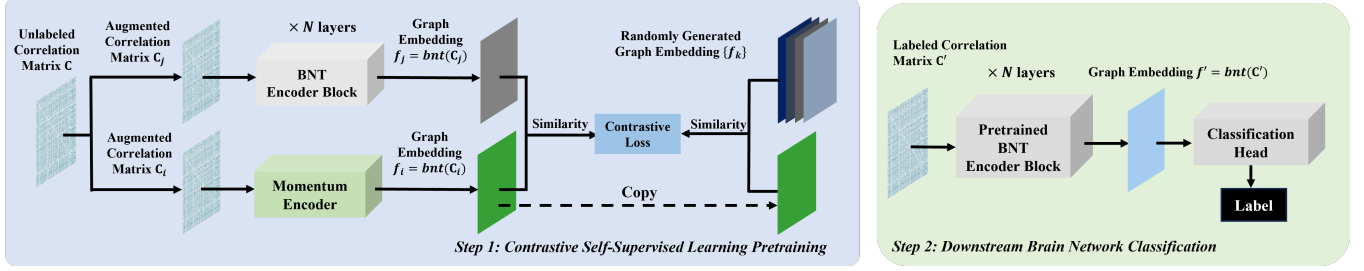 Unlabeled
Correlation
Matrix C
Augmented
Correlation
Matrix C_j
× N layers
BNT
Encoder Block
Graph
Embedding
f_j = bnt(C_j)
Augmented
Correlation
Matrix C_i
Momentum
Encoder
Graph
Embedding
f_i = bnt(C_i)
Similarity
Contrastive
Loss
Similarity
Randomly Generated
Graph Embedding {f_k}
Copy
Step 1: Contrastive Self-Supervised Learning Pretraining
Labeled Correlation
Matrix C'
× N layers
Pretrained
BNT
Encoder Block
Graph Embedding f' = bnt(C')
Classification
Head
Label
Step 2: Downstream Brain Network Classification